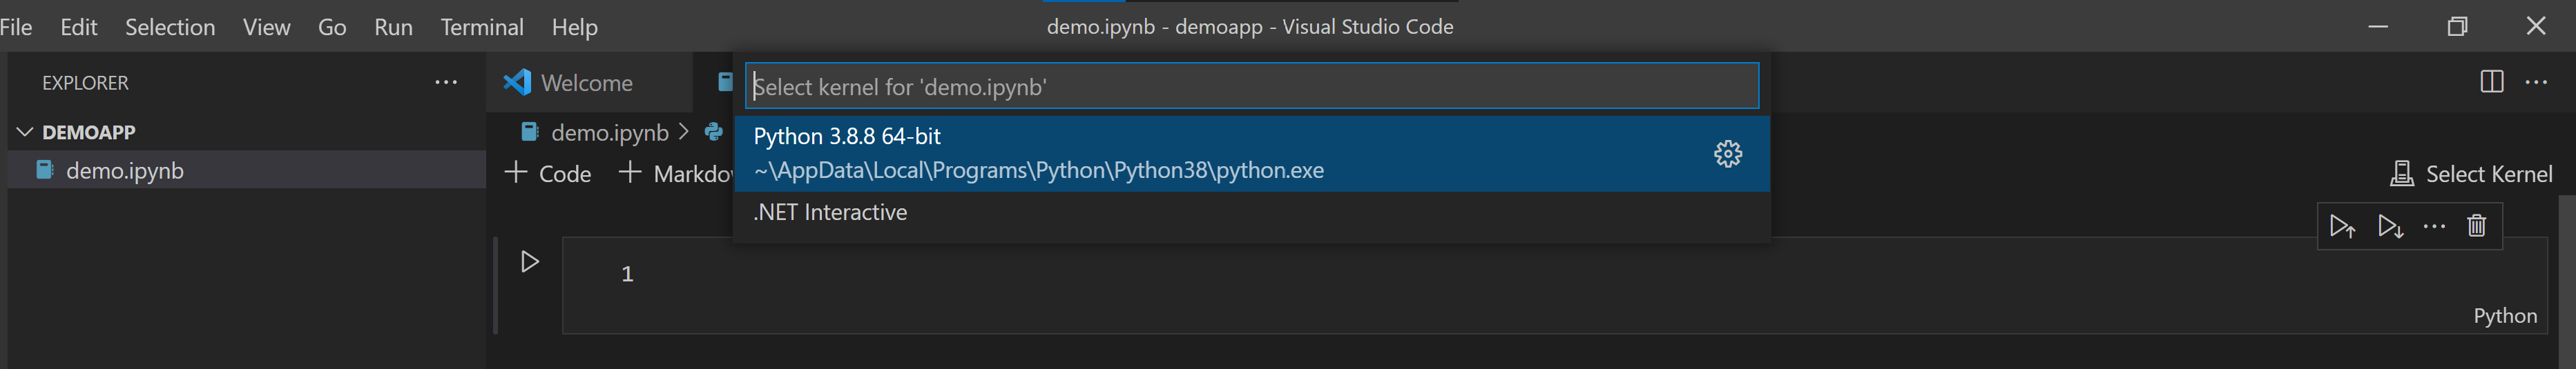 File Edit Selection View Go Run Terminal Help
demo.ipynb - demoapp - Visual Studio Code
EXPLORER
DEMOAPP
demo.ipynb
Welcome
demo.ipynb
Code
Markdow
Select kernel for 'demo.ipynb'
Python 3.8.8 64-bit
~\AppData\Local\Programs\Python\Python38\python.exe
.NET Interactive
Select Kernel
1
Python